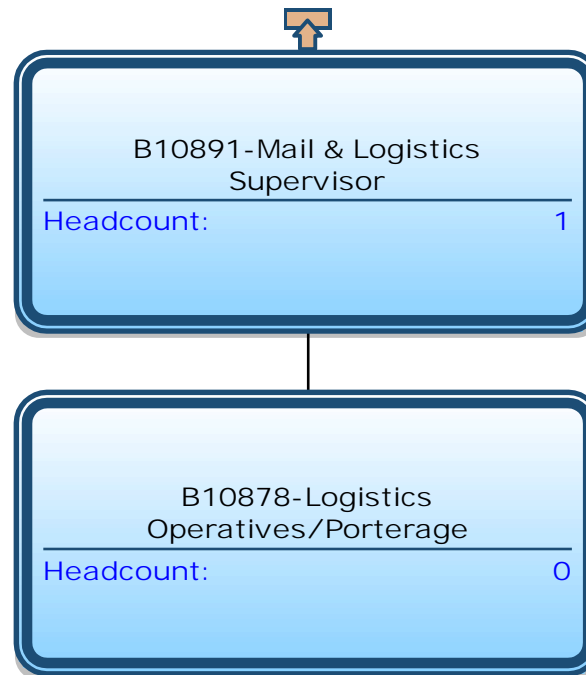 B10891-Mail & Logistics
Supervisor
Headcount: 1
B10878-Logistics
Operatives/Porterage
Headcount: 0